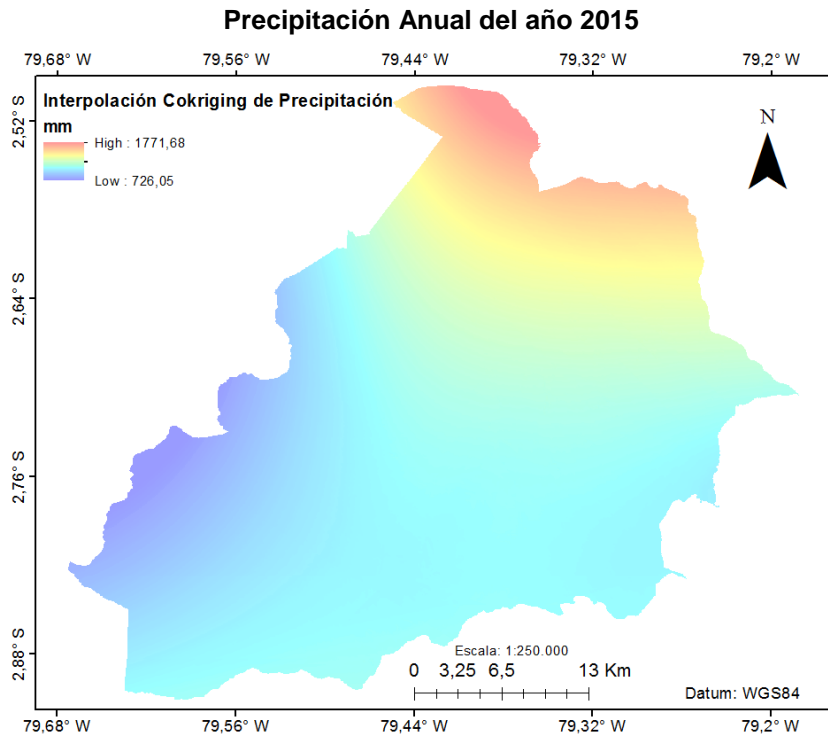 Precipitación Anual del año 2015
79,68° W 79,56° W 79,44° W 79,32° W 79,2° W
Interpolación Cokriging de Precipitación
mm
High : 1771,68
Low : 726,05
N
2,52° S
2,64° S
2,76° S
2,88° S
Escala: 1:250.000
0 3,25 6,5 13 Km
Datum: WGS84
79,68° W 79,56° W 79,44° W 79,32° W 79,2° W